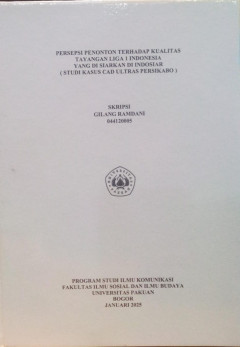 PERSEPSI PENONTON TERHADAP KUALITAS
TAYANGAN LIGA 1 INDONESIA
YANG DI SIARKAN DI INDOSIAR
( STUDI KASUS CAB ULTRAS PERSIKABO )
SKRIPSI
GILANG RAMDANI
044120005
PROGRAM STUDI ILMU KOMUNIKASI
FAKULTAS ILMU SOSIAL DAN ILMU BUDAYA
UNIVERSITAS PAKUAN
BOGOR
JANUARI 2025